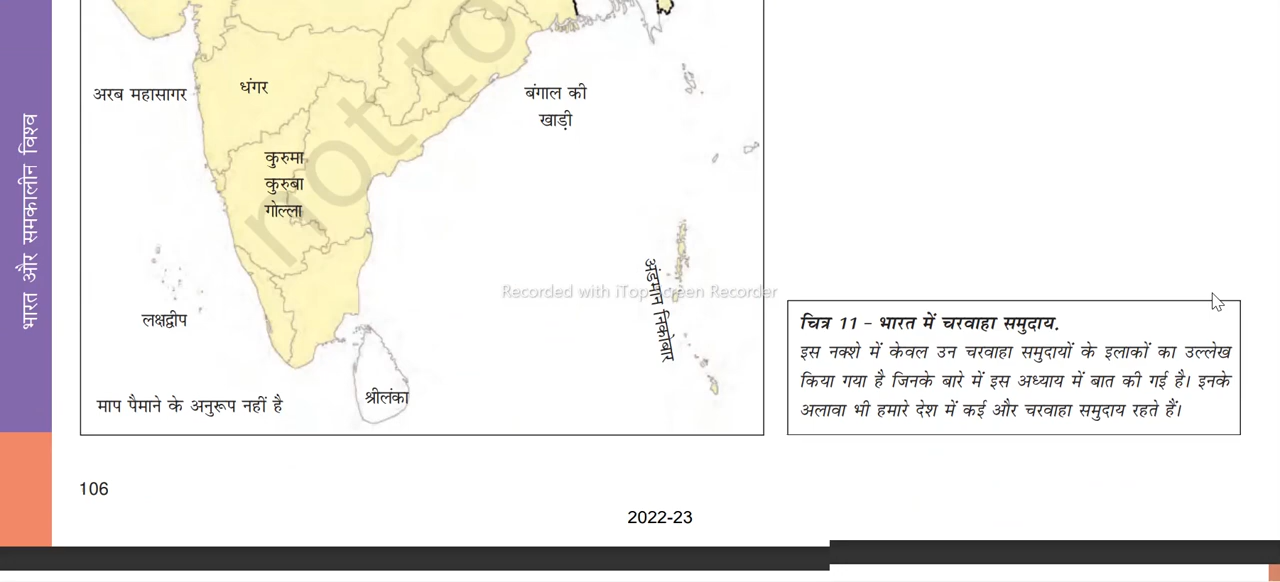 भारत और समकालीन विश्व
अरब महासागर
धंगर
बंगाल की
खाड़ी
कुरुमा
कुरुबा
गोल्ला
not to
अंडमान निकोबार
Recorded with iTop Screen Recorder
लक्षद्वीप
श्रीलंका
माप पैमाने के अनुरूप नहीं है
चित्र 11 - भारत में चरवाहा समुदाय.
इस नक्शे में केवल उन चरवाहा समुदायों के इलाकों का उल्लेख
किया गया है जिनके बारे में इस अध्याय में बात की गई है। इनके
अलावा भी हमारे देश में कई और चरवाहा समुदाय रहते हैं।
106
2022-23